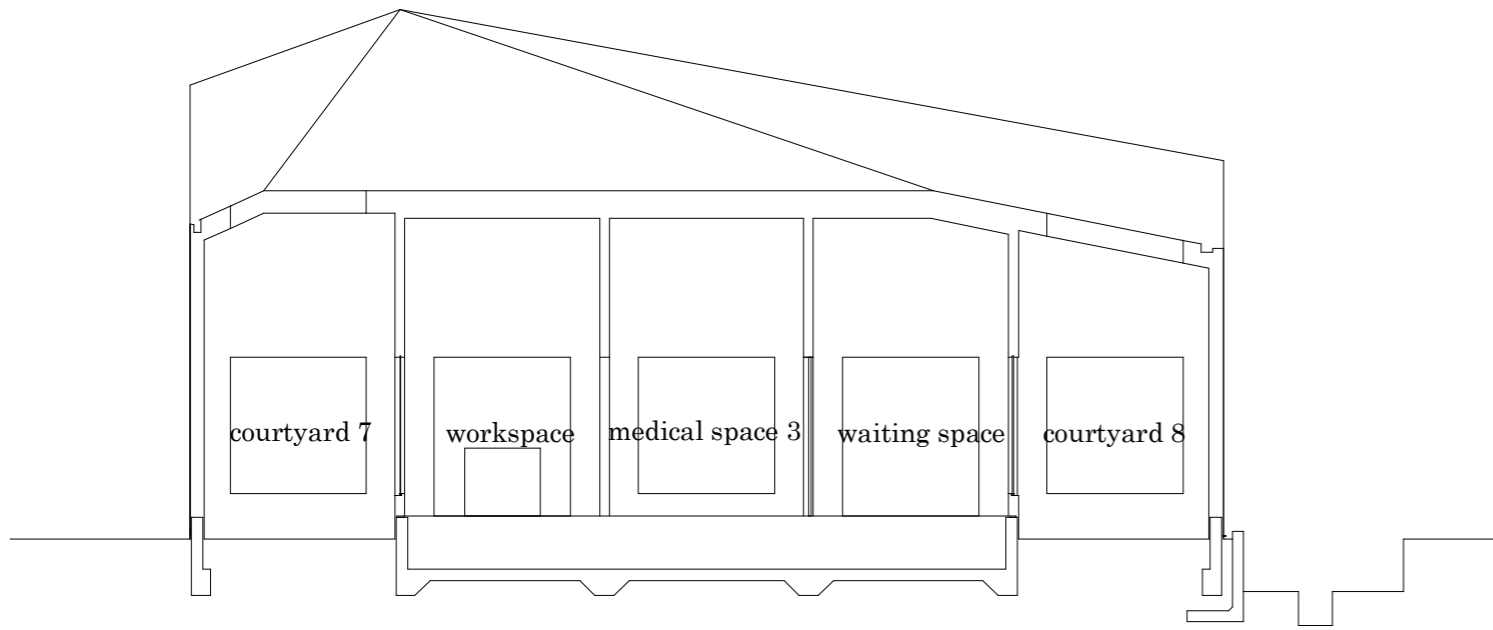 courtyard 7
workspace
medical space 3
waiting space
courtyard 8